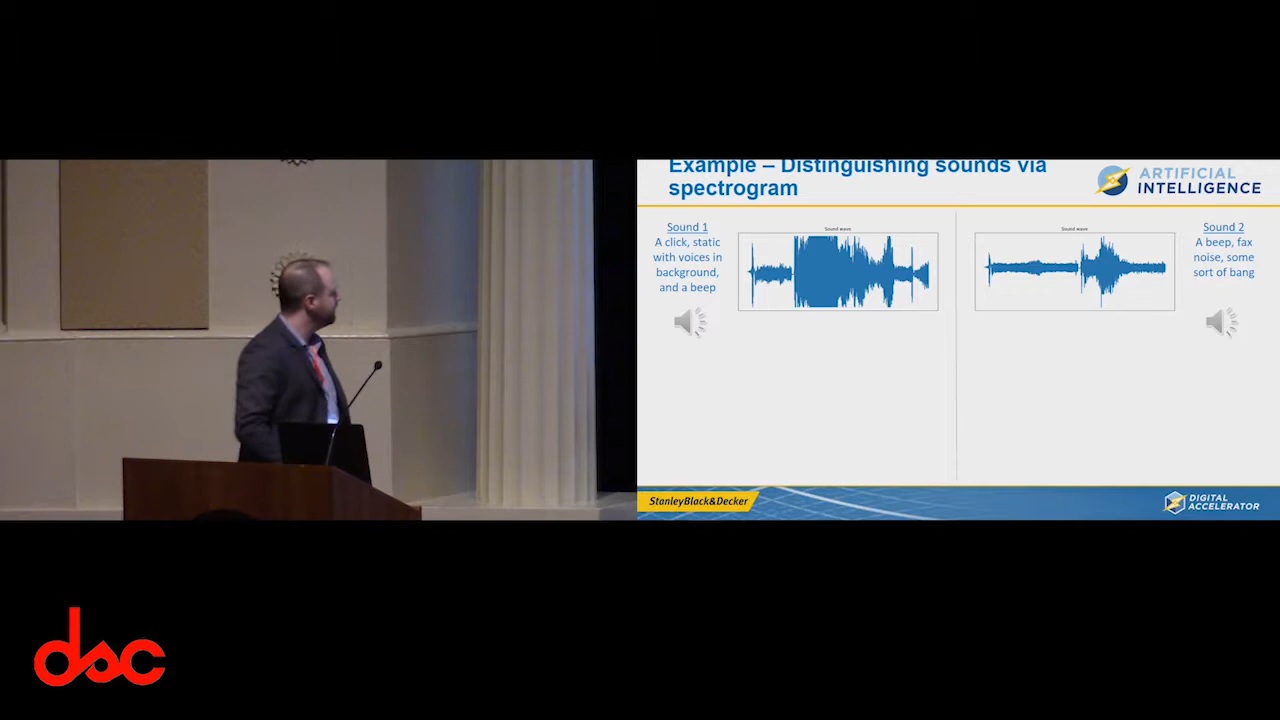 Example – Distinguishing sounds via
spectrogram
ARTIFICIAL
INTELLIGENCE
Sound 1
A click, static
with voices in
background,
and a beep
Sound wave
Sound wave
Sound 2
A beep, fax
noise, some
sort of bang
StanleyBlack&Decker
DIGITAL
ACCELERATOR
dsc